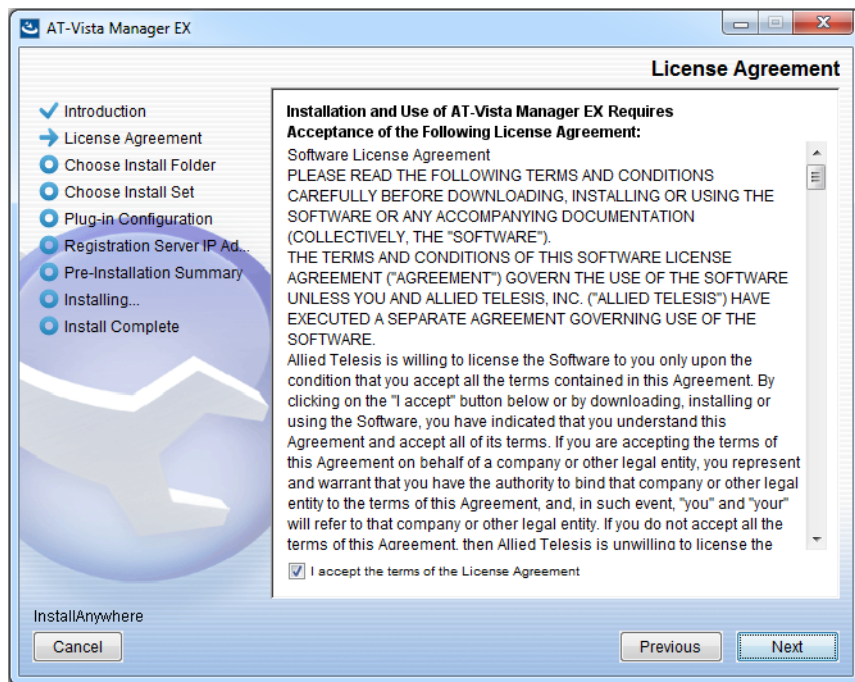 AT-Vista Manager EX
License Agreement
Introduction
License Agreement
Choose Install Folder
Choose Install Set
Plug-in Configuration
Registration Server IP Ad...
Pre-Installation Summary
Installing...
Install Complete
Installation and Use of AT-Vista Manager EX Requires
Acceptance of the Following License Agreement:
Software License Agreement
PLEASE READ THE FOLLOWING TERMS AND CONDITIONS
CAREFULLY BEFORE DOWNLOADING, INSTALLING OR USING THE
SOFTWARE OR ANY ACCOMPANYING DOCUMENTATION
(COLLECTIVELY, THE "SOFTWARE").
THE TERMS AND CONDITIONS OF THIS SOFTWARE LICENSE
AGREEMENT ("AGREEMENT") GOVERN THE USE OF THE SOFTWARE
UNLESS YOU AND ALLIED TELESIS, INC. ("ALLIED TELESIS") HAVE
EXECUTED A SEPARATE AGREEMENT GOVERNING USE OF THE
SOFTWARE.
Allied Telesis is willing to license the Software to you only upon the
condition that you accept all the terms contained in this Agreement. By
clicking on the "I accept" button below or by downloading, installing or
using the Software, you have indicated that you understand this
Agreement and accept all of its terms. If you are accepting the terms of
this Agreement on behalf of a company or other legal entity, you represent
and warrant that you have the authority to bind that company or other legal
entity to the terms of this Agreement, and, in such event, "you" and "your"
will refer to that company or other legal entity. If you do not accept all the
terms of this Agreement, then Allied Telesis is unwilling to license the
I accept the terms of the License Agreement
InstallAnywhere
Cancel
Previous
Next